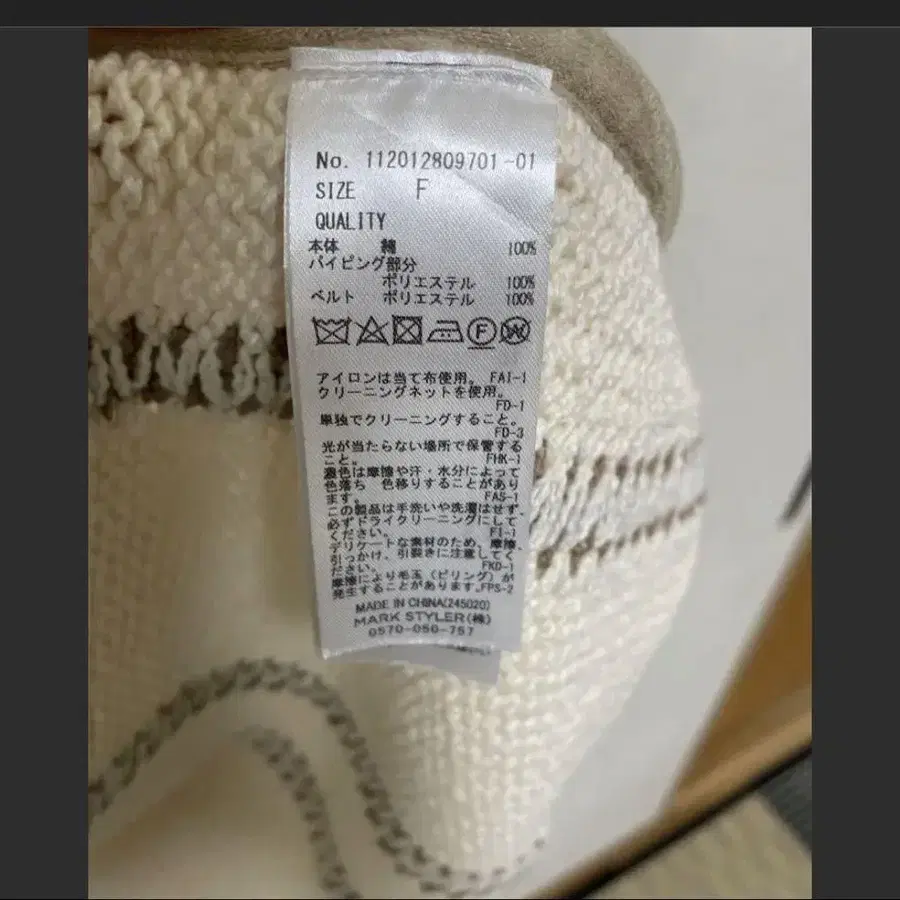 No. 112012809701-01
SIZE F
QUALITY
本体 綿 100%
パイピング部分
ポリエステル 100%
ベルト ポリエステル 100%
F W
アイロンは当て布使用。 FAI-1
クリーニングネットを使用。
FD-1
単独でクリーニングすること。
FD-3
光が当たらない場所で保管する
こと。 FHK-1
濃色は摩擦や汗・水分によって
色落ち 色移りすることがあり
ます。 FAS-1
この製品は手洗いや洗濯はせず、
必ずドライクリーニングにして
ください。 FI-1
デリケートな素材のため、摩擦、
引っかけ、引裂きに注意してく
ださい。 FKD-1
摩擦により毛玉（ピリング）が
発生することがあります。FPS-2
MADE IN CHINA(245020)
MARK STYLER(株)
0570-050-757